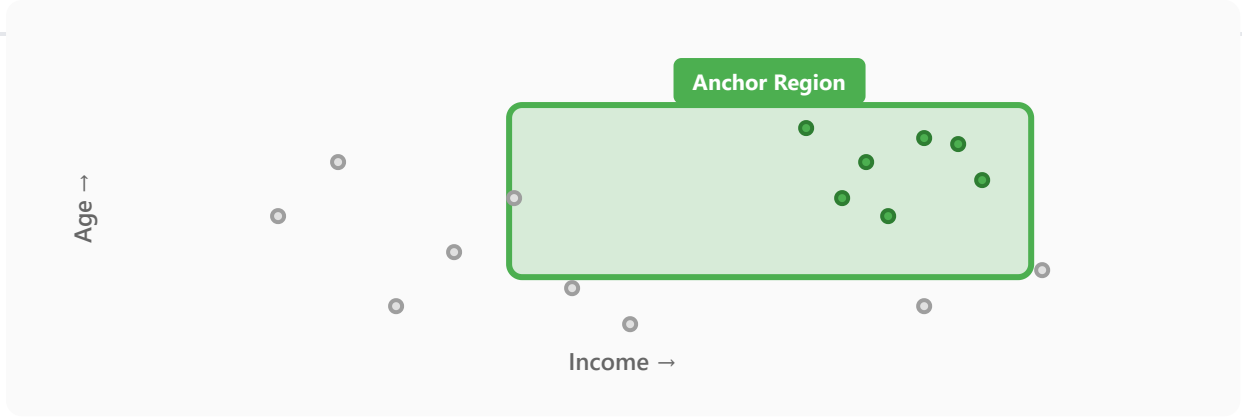 Anchor Region
Age →
Income →